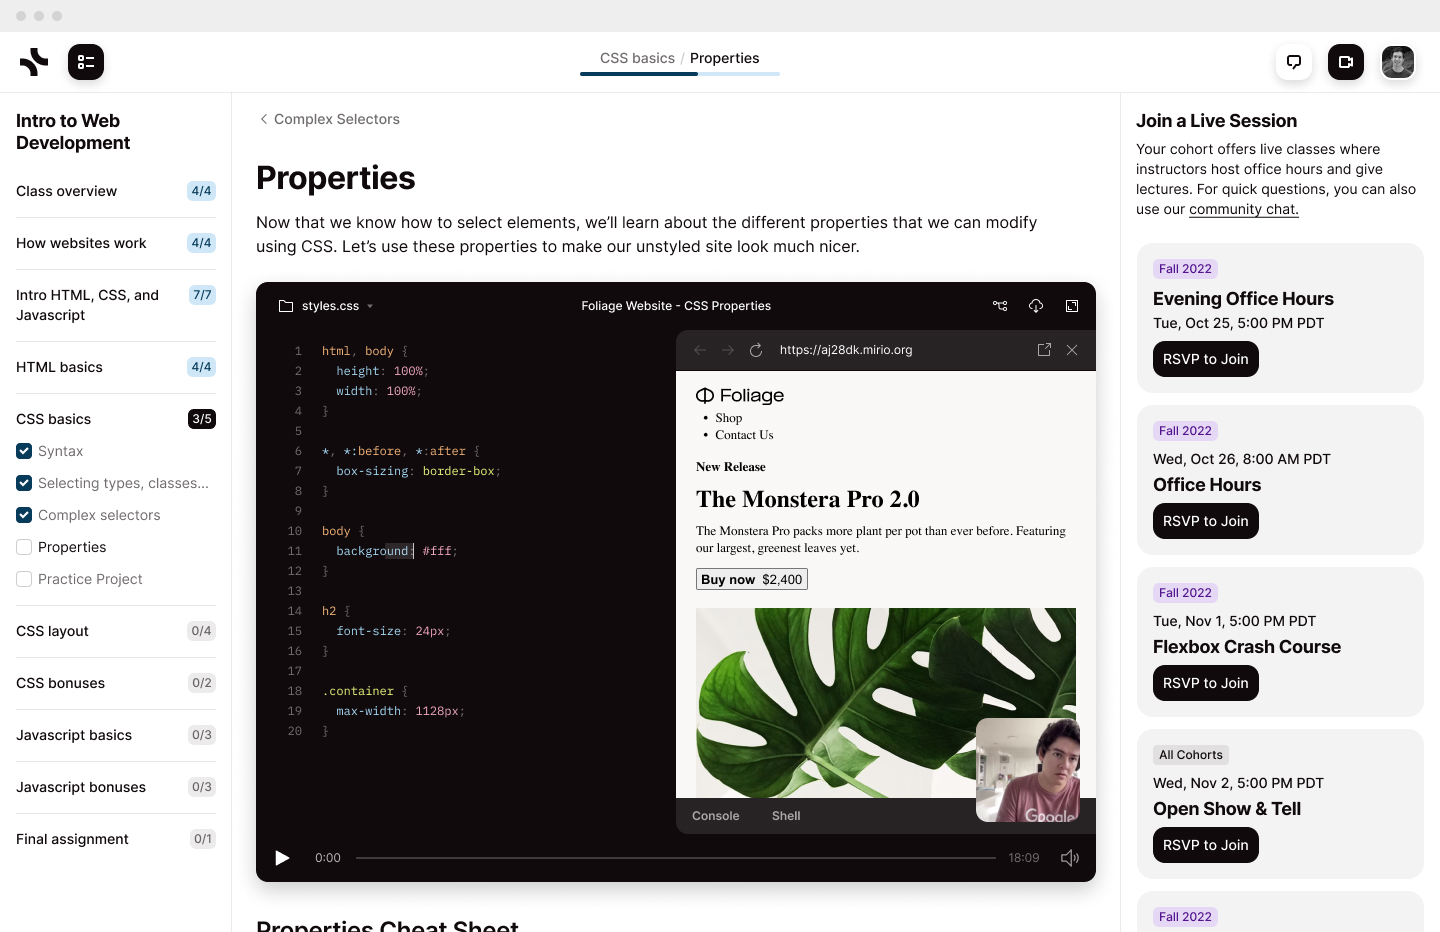 CSS basics / Properties
Intro to Web
Development
Class overview 4/4
How websites work 4/4
Intro HTML, CSS, and 7/7
Javascript
HTML basics 4/4
CSS basics 3/5
Syntax
Selecting types, classes...
Complex selectors
Properties
Practice Project
CSS layout 0/4
CSS bonuses 0/2
Javascript basics 0/3
Javascript bonuses 0/3
Final assignment 0/1
Complex Selectors
Properties
Now that we know how to select elements, we’ll learn about the different properties that we can modify
using CSS. Let’s use these properties to make our unstyled site look much nicer.
styles.css
Foliage Website - CSS Properties
1 html, body {
2 height: 100%;
3 width: 100%;
4 }
5
6 *, *:before, *:after {
7 box-sizing: border-box;
8 }
9
10 body {
11 background: #fff;
12 }
13
14 h2 {
15 font-size: 24px;
16 }
17
18 .container {
19 max-width: 1128px;
20 }
https://aj28dk.mirio.org
Foliage
• Shop
• Contact Us
New Release
The Monstera Pro 2.0
The Monstera Pro packs more plant per pot than ever before. Featuring
our largest, greenest leaves yet.
Buy now $2,400
Google
Console Shell
0:00 18:09
Properties Cheat Sheet
Join a Live Session
Your cohort offers live classes where
instructors host office hours and give
lectures. For quick questions, you can also
use our community chat.
Fall 2022
Evening Office Hours
Tue, Oct 25, 5:00 PM PDT
RSVP to Join
Fall 2022
Wed, Oct 26, 8:00 AM PDT
Office Hours
RSVP to Join
Fall 2022
Tue, Nov 1, 5:00 PM PDT
Flexbox Crash Course
RSVP to Join
All Cohorts
Wed, Nov 2, 5:00 PM PDT
Open Show & Tell
RSVP to Join
Fall 2022